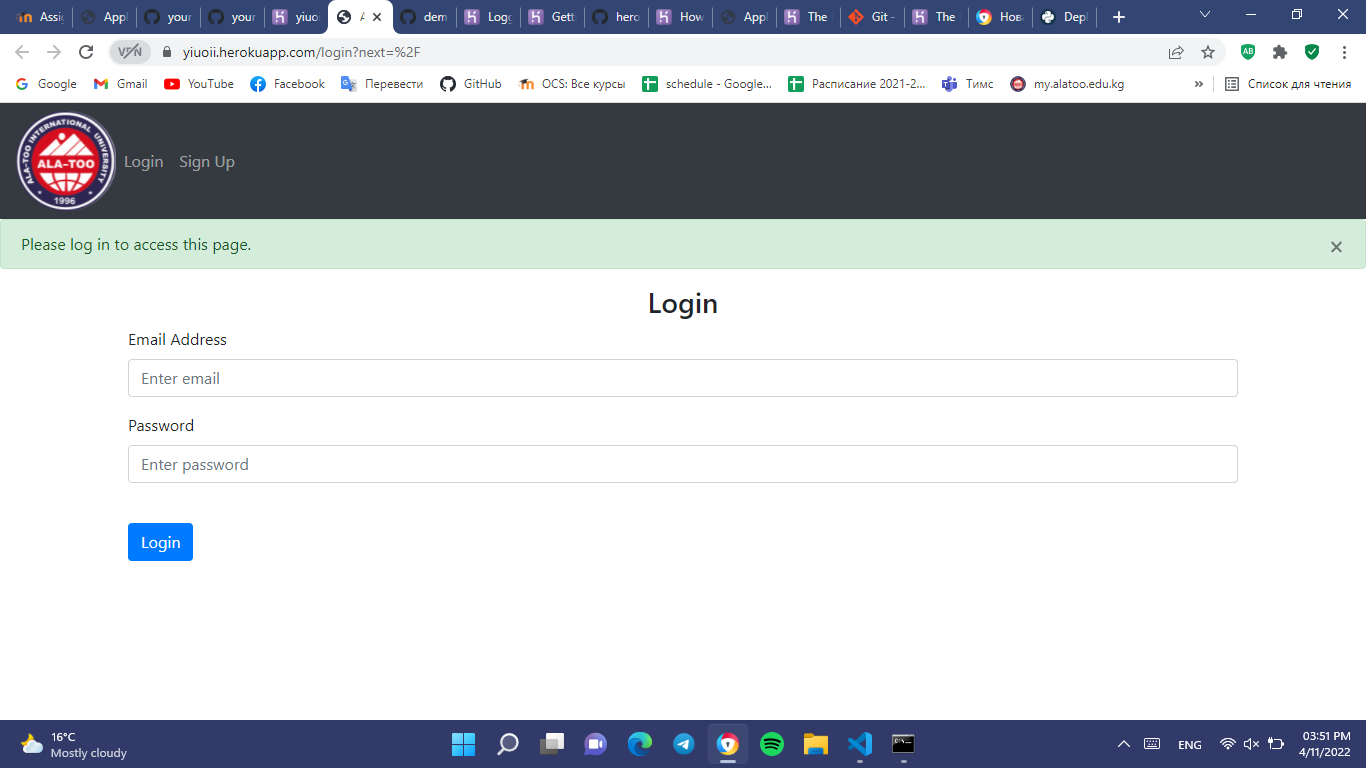 Assi
Appl
your
your
yiuoi
A
dem
Logg
Gett
hero
How
Appl
The
Git -
The
Нов
Depl
VPN
yiuoii.herokuapp.com/login?next=%2F
Google
Gmail
YouTube
Facebook
Перевести
GitHub
OCS: Все курсы
schedule - Google...
Расписание 2021-2...
Тимс
my.alatoo.edu.kg
»
Список для чтения
ALA-TOO INTERNATIONAL UNIVERSITY
ALA-TOO
1996
Login
Sign Up
Please log in to access this page.
×
Login
Email Address
Enter email
Password
Enter password
Login
16°C
Mostly cloudy
ENG
03:51 PM
4/11/2022